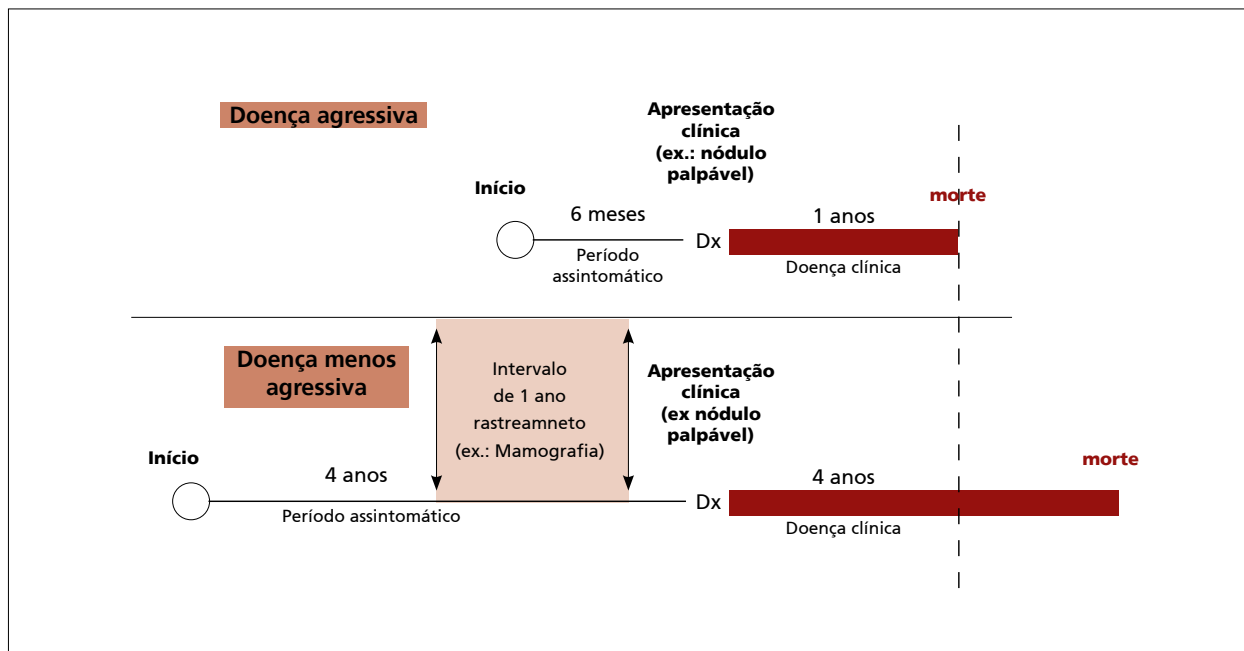 Doença agressiva
Apresentação
clínica
(ex.: nódulo
palpável)
Início
morte
6 meses
1 anos
Dx
Período
assintomático
Doença clínica
Doença menos
agressiva
Intervalo
de 1 ano
rastreamneto
(ex.: Mamografia)
Apresentação
clínica
(ex nódulo
palpável)
Início
morte
4 anos
4 anos
Dx
Período assintomático
Doença clínica